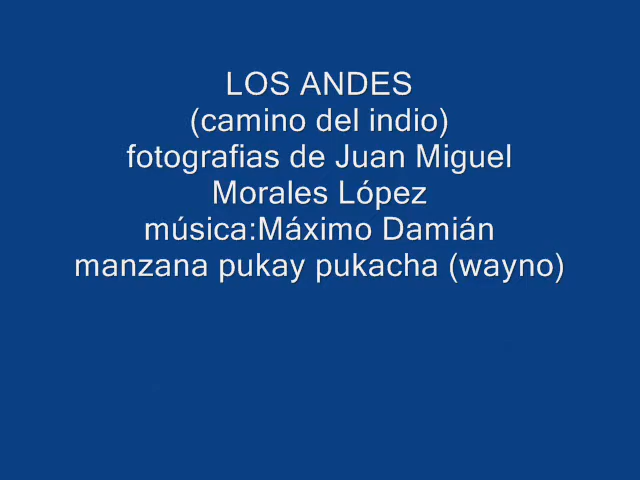 LOS ANDES
(camino del indio)
fotografias de Juan Miguel
Morales López
música:Máximo Damián
manzana pukay pukacha (wayno)